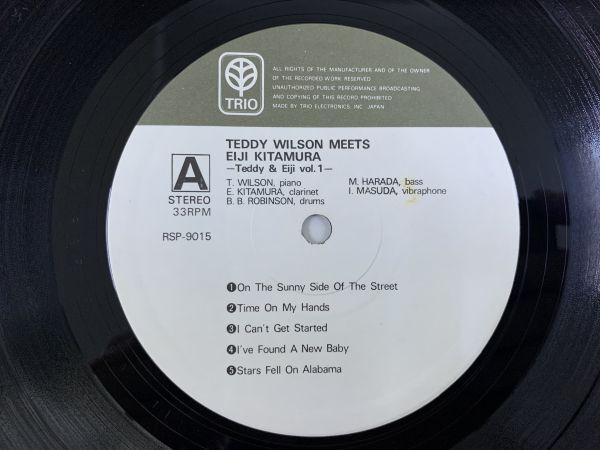 TRIO
ALL RIGHTS OF THE MANUFACTURER AND OF THE OWNER
OF THE RECORDED WORK RESERVED
UNAUTHORIZED PUBLIC PERFORMANCE BROADCASTING
AND COPYING OF THIS RECORD PROHIBITED
MADE BY TRIO ELECTRONICS, INC. JAPAN
TEDDY WILSON MEETS
EIJI KITAMURA
—Teddy & Eiji vol. 1—
A
STEREO
33RPM
RSP-9015
T. WILSON, piano
E. KITAMURA, clarinet
B. B. ROBINSON, drums
M. HARADA, bass
I. MASUDA, vibraphone
❶On The Sunny Side Of The Street
❷Time On My Hands
❸I Can't Get Started
❹I've Found A New Baby
❺Stars Fell On Alabama